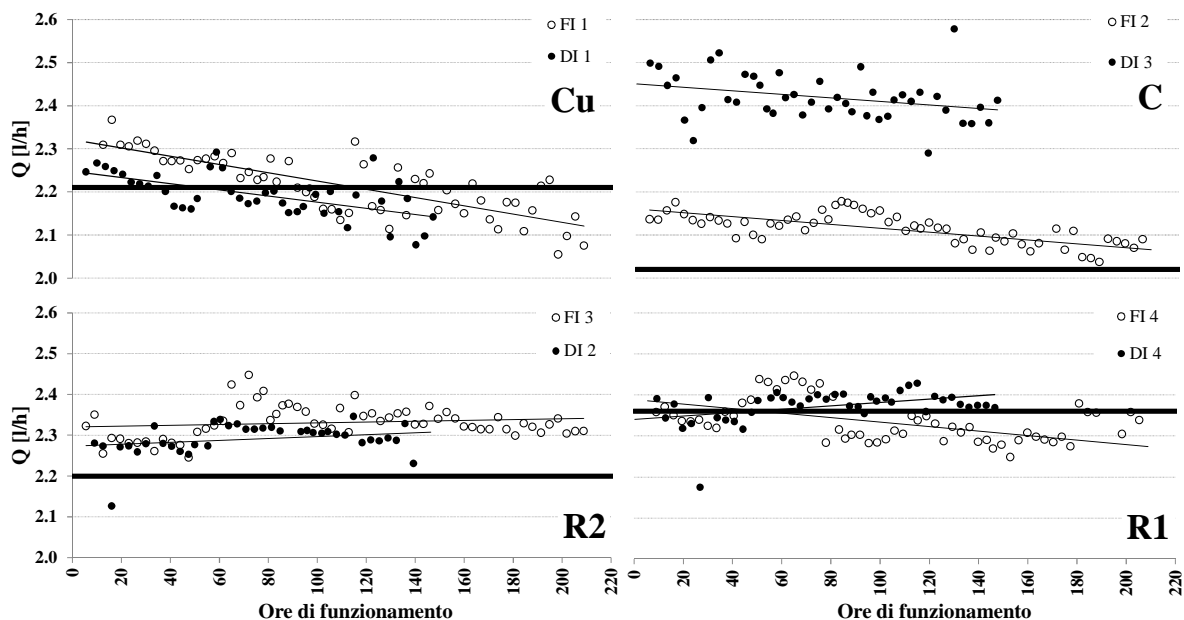 2.6
2.5
2.4
2.3
2.2
2.1
2.0
Q [l/h]
FI 1
DI 1
Cu
FI 2
DI 3
C
2.6
2.5
2.4
2.3
2.2
2.1
2.0
Q [l/h]
FI 3
DI 2
R2
FI 4
DI 4
R1
0 20 40 60 80 100 120 140 160 180 200 220
Ore di funzionamento
0 20 40 60 80 100 120 140 160 180 200 220
Ore di funzionamento